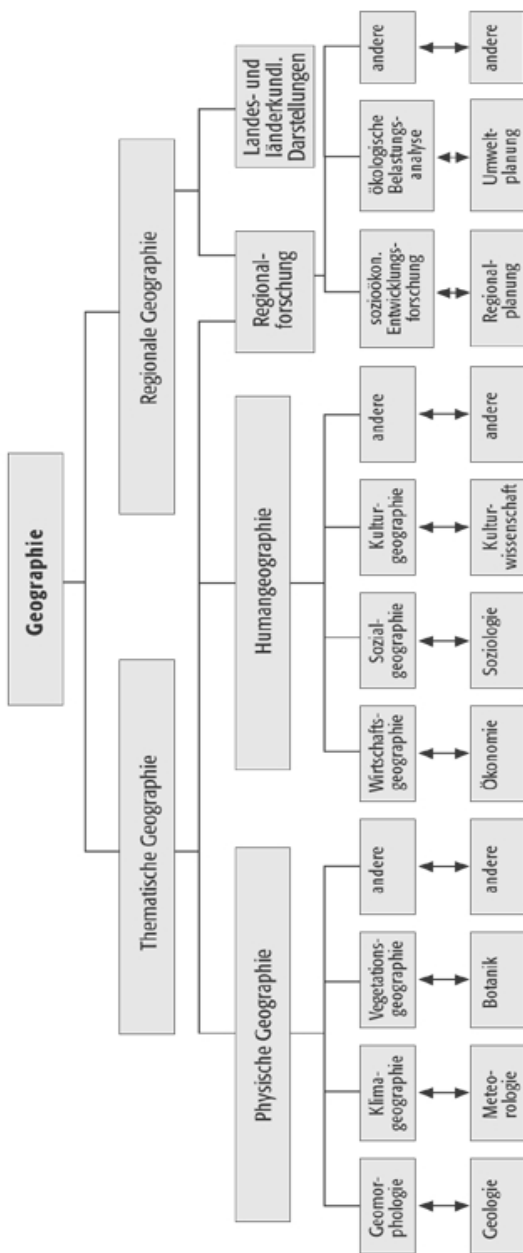 Geographie
Thematische Geographie
Regionale Geographie
Physische Geographie
Humangeographie
Regional-
forschung
Landes- und
länderkundl.
Darstellungen
Geomor-
phologie
Klima-
geographie
Vegetations-
geographie
andere
Wirtschafts-
geographie
Sozial-
geographie
Kultur-
geographie
andere
sozioökon.
Entwicklungs-
forschung
ökologische
Belastungs-
analyse
andere
Geologie
Meteo-
rologie
Botanik
andere
Ökonomie
Soziologie
Kultur-
wissenschaft
andere
Regional-
planung
Umwelt-
planung
andere